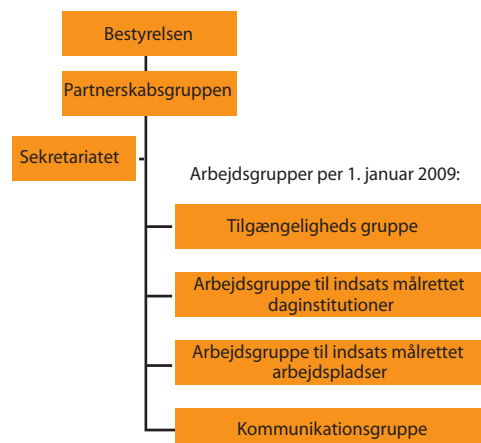 Bestyrelsen
Partnerskabsgruppen
Sekretariatet
Arbejdsgrupper per 1. januar 2009:
Tilgængeligheds gruppe
Arbejdsgruppe til indsats målrettet
daginstitutioner
Arbejdsgruppe til indsats målrettet
arbejdspladser
Kommunikationsgruppe